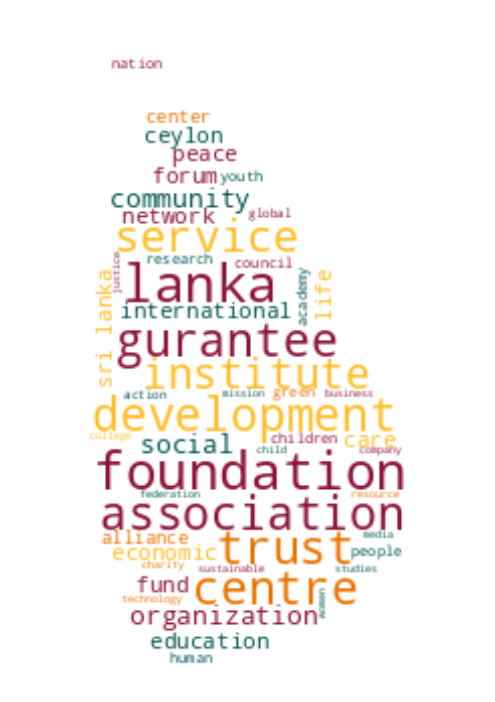 nation
center
ceylon
peace
forum youth
community
network global
service
research council
justice
lanka
academy
life
sri lanka
international
gurantee
institute
action mission green business
development
college
social children care
child company
foundation
federation resource
association
alliance media
economic trust people
charity sustainable studies
fund centre
technology
women
organization
education
human